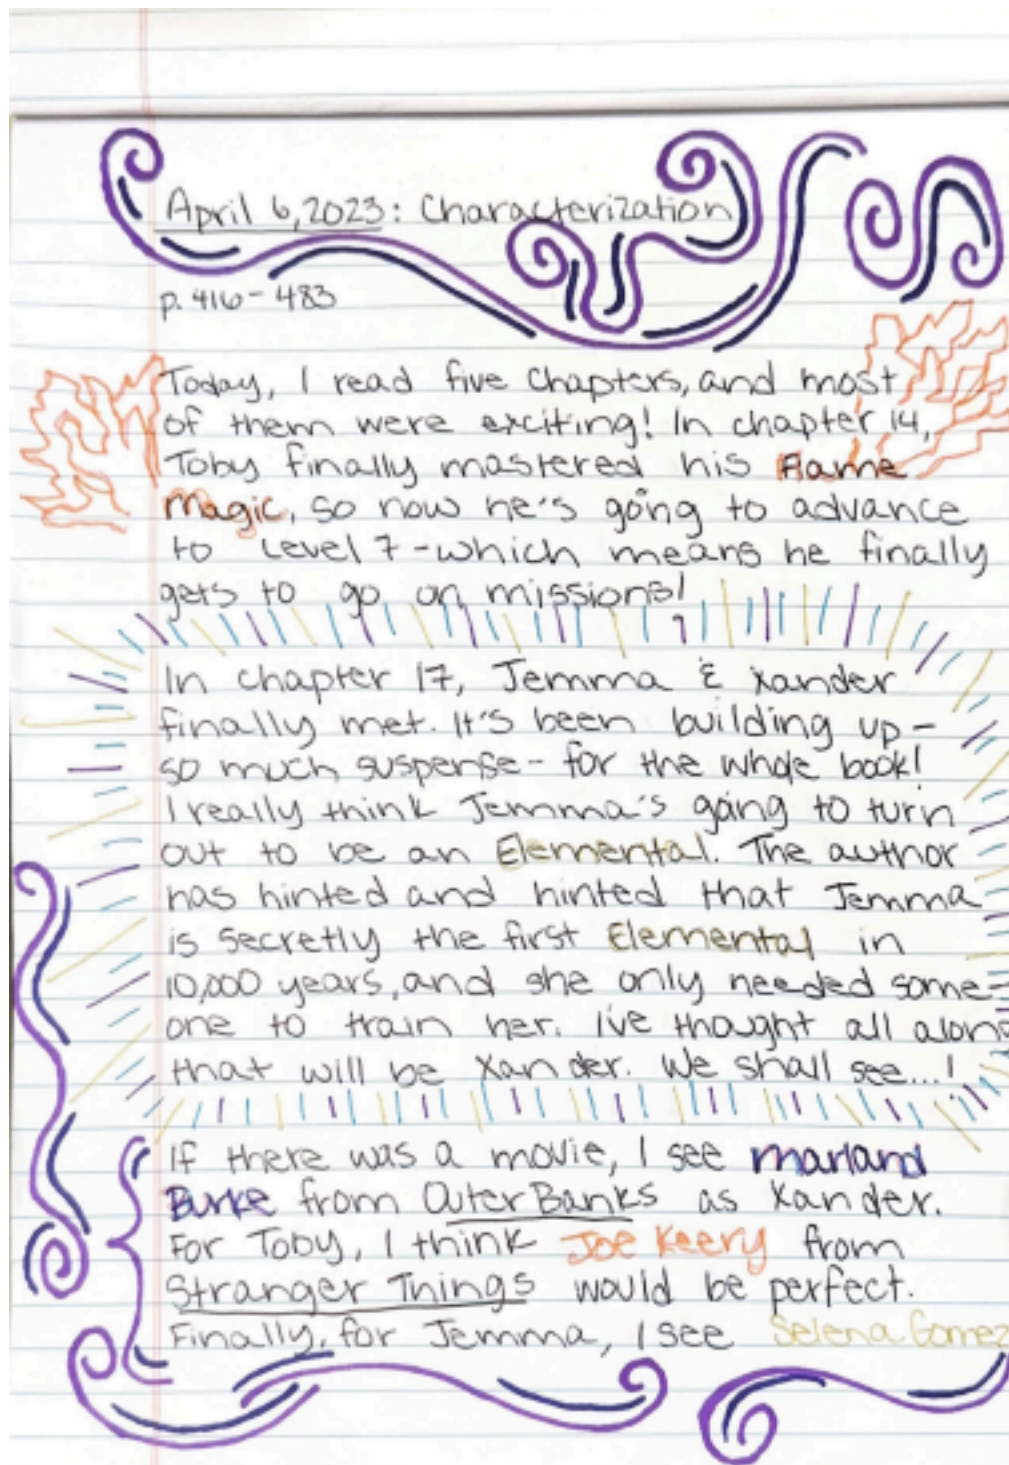 April 6, 2023: Characterization
p. 416-483
Today, I read five chapters, and most
of them were exciting! In chapter 14,
Toby finally mastered his Flame
Magic, so now he's going to advance
to Level 7-which means he finally
gets to go on missions!
In chapter 17, Jemma & Xander
finally met. It's been building up-
so much suspense-for the whole book!
I really think Jemma's going to turn
out to be an Elemental. The author
has hinted and hinted that Jemma
is secretly the first Elemental in
10,000 years, and she only needed some-
one to train her. I've thought all along
that will be Xander. We shall see...!
If there was a movie, I see Marland
Burke from Outer Banks as Xander.
For Toby, I think Joe Keery from
Stranger Things would be perfect.
Finally, for Jemma, I see Selena Gomez